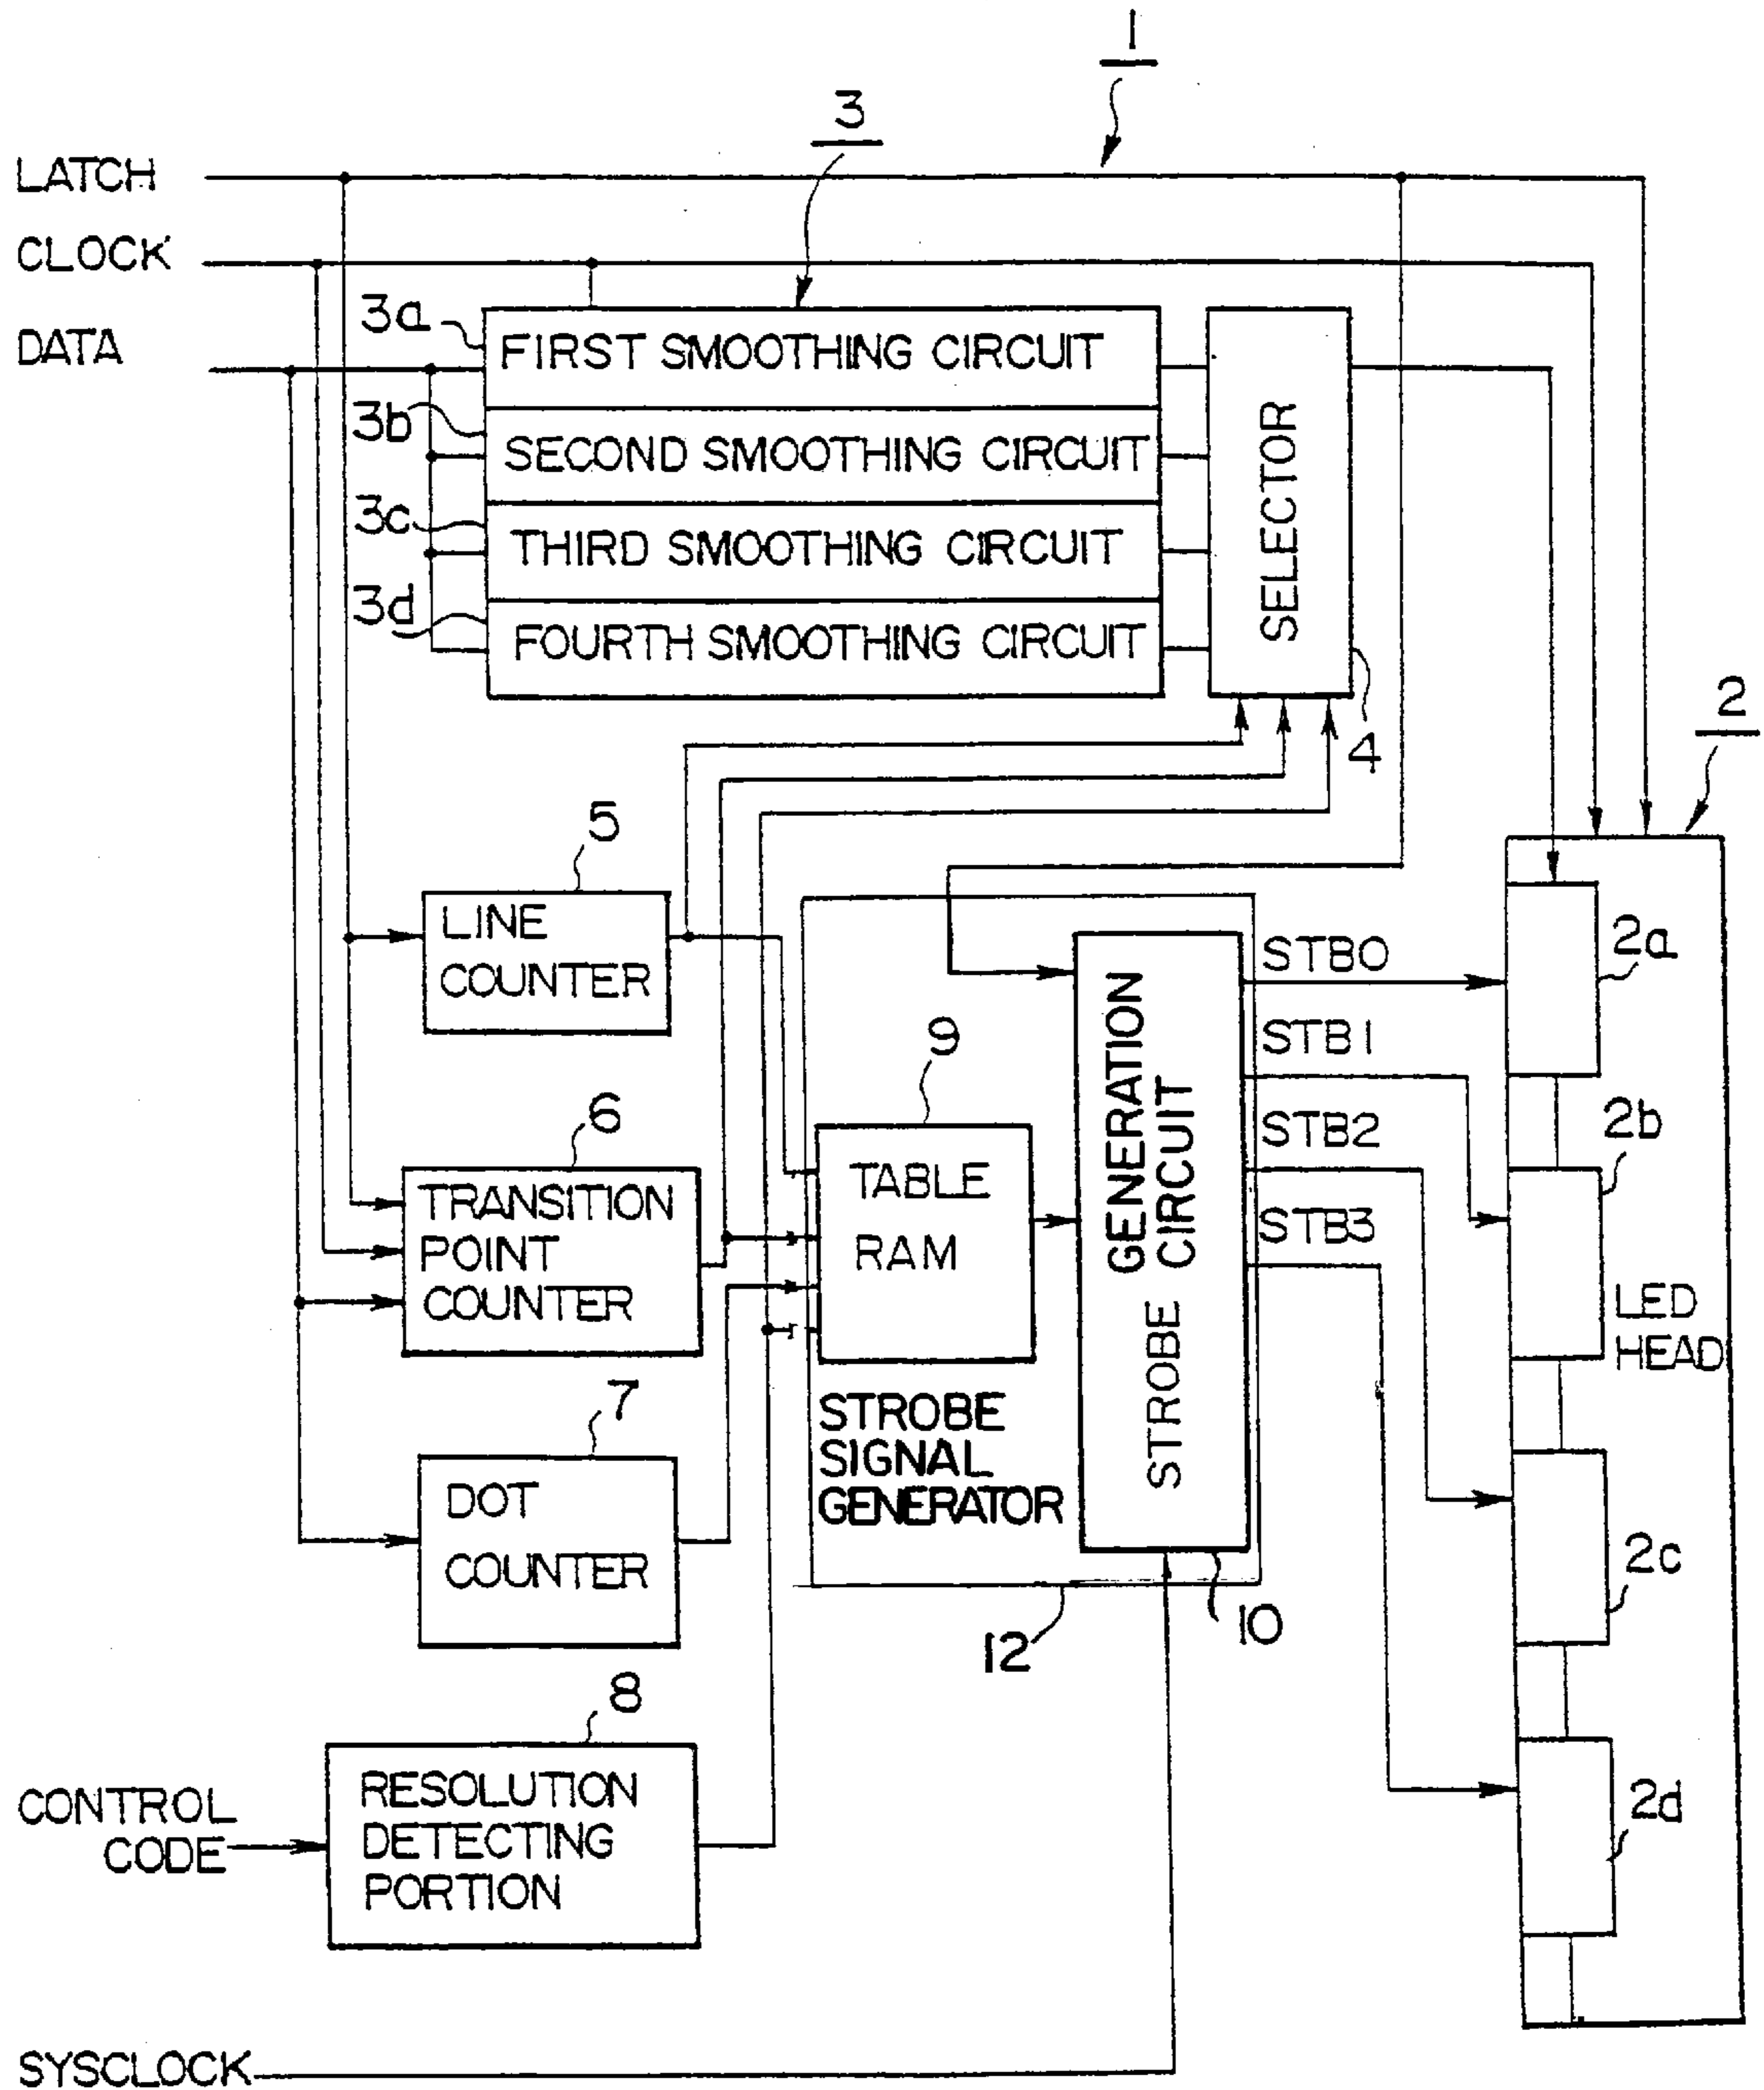 1
3
LATCH
CLOCK
DATA
3a
FIRST SMOOTHING CIRCUIT
3b
SECOND SMOOTHING CIRCUIT
3c
THIRD SMOOTHING CIRCUIT
3d
FOURTH SMOOTHING CIRCUIT
SELECTOR
4
2
5
LINE
COUNTER
6
TRANSITION
POINT
COUNTER
7
DOT
COUNTER
8
RESOLUTION
DETECTING
PORTION
CONTROL
CODE
9
TABLE
RAM
STROBE
SIGNAL
GENERATOR
STROBE GENERATION
CIRCUIT
10
12
STB0
STB1
STB2
STB3
2a
2b
LED
HEAD
2c
2d
SYSCLOCK